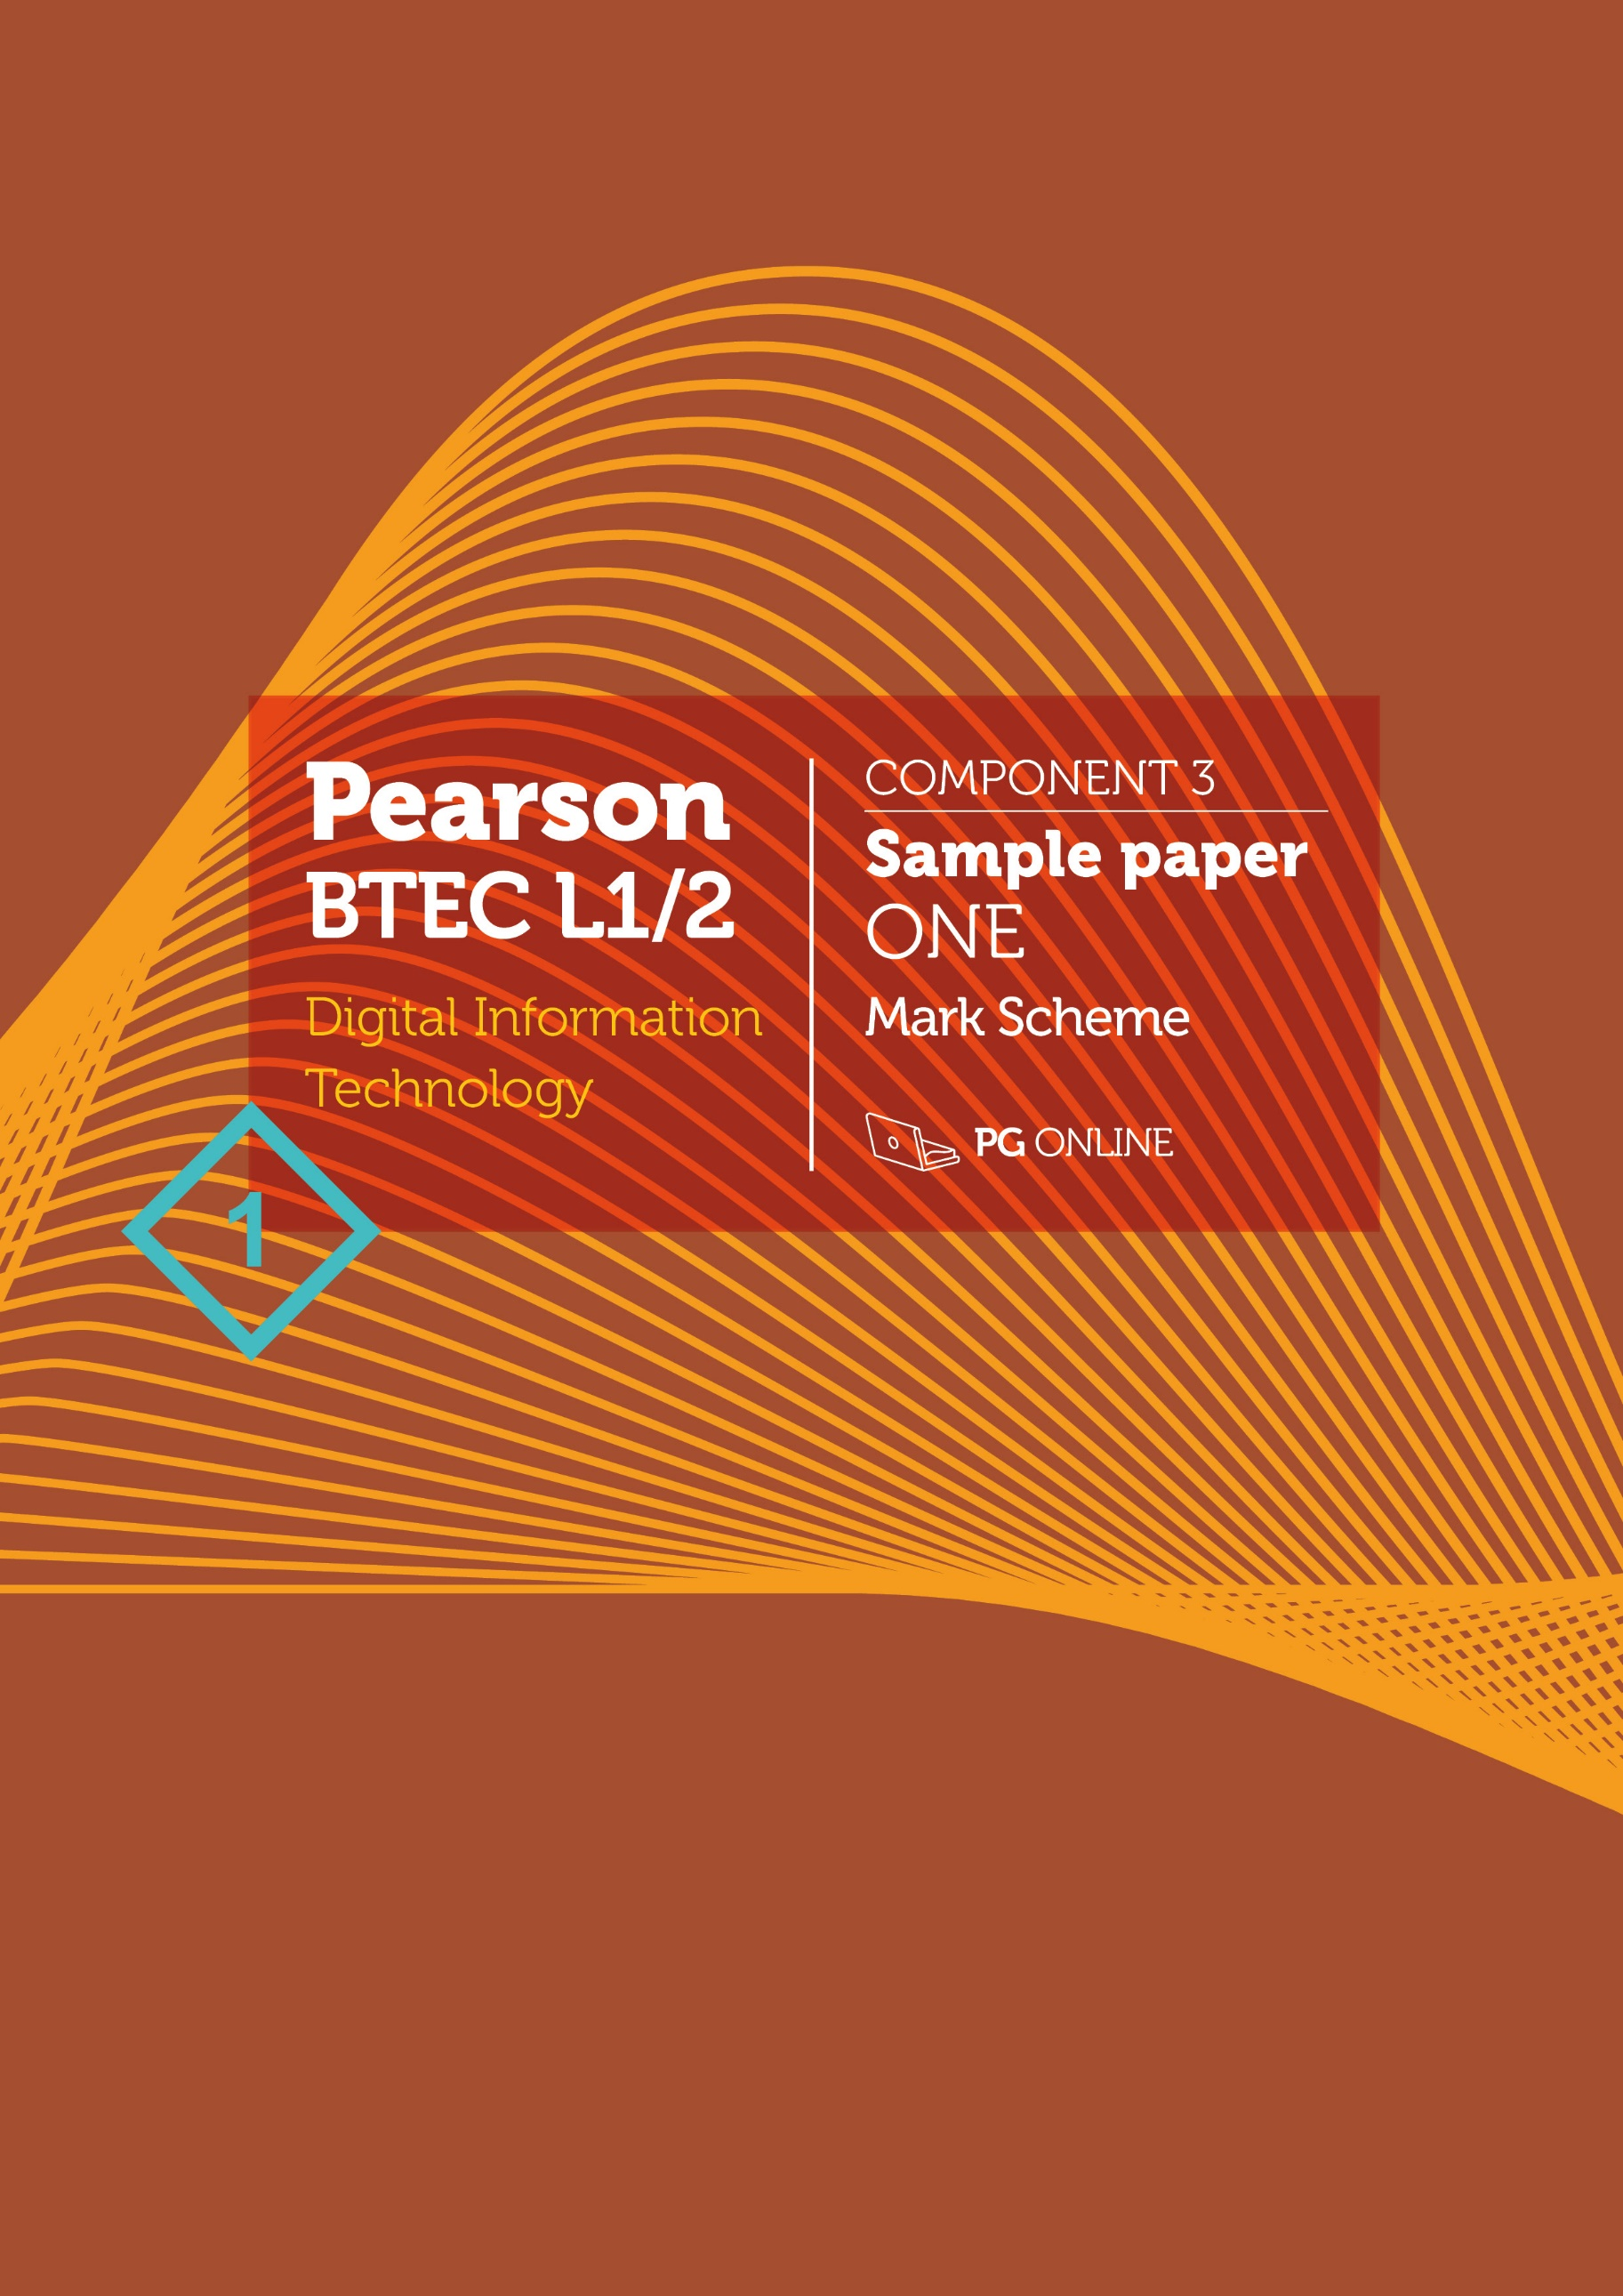 Pearson
BTEC L1/2
Digital Information
Technology
COMPONENT 3
Sample paper
ONE
Mark Scheme
PG ONLINE
1